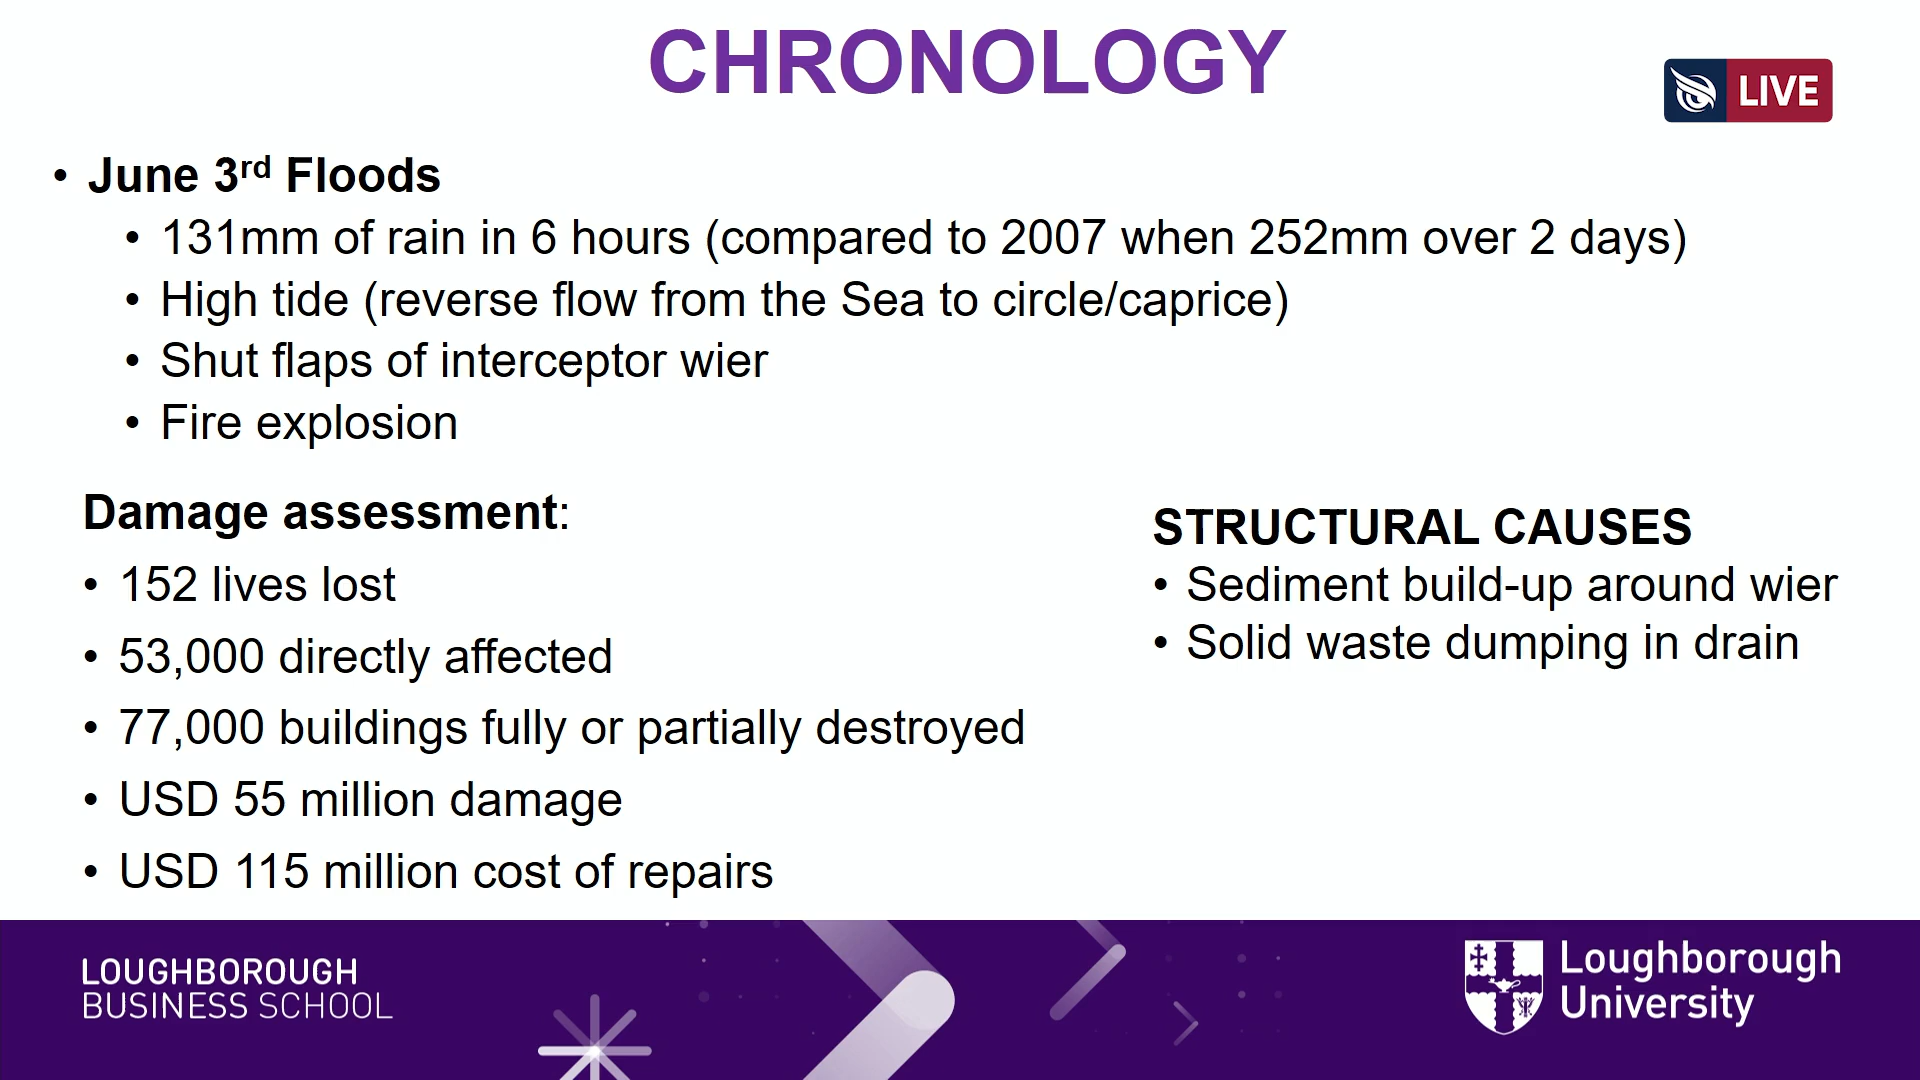 CHRONOLOGY
LIVE
• June 3rd Floods
• 131mm of rain in 6 hours (compared to 2007 when 252mm over 2 days)
• High tide (reverse flow from the Sea to circle/caprice)
• Shut flaps of interceptor wier
• Fire explosion
Damage assessment:
• 152 lives lost
• 53,000 directly affected
• 77,000 buildings fully or partially destroyed
• USD 55 million damage
• USD 115 million cost of repairs
STRUCTURAL CAUSES
• Sediment build-up around wier
• Solid waste dumping in drain
LOUGHBOROUGH
BUSINESS SCHOOL
Loughborough
University